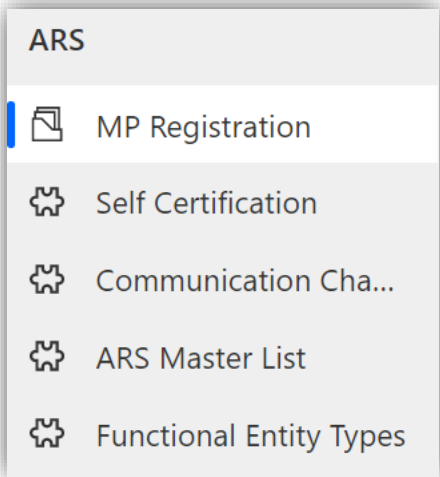 ARS
MP Registration
Self Certification
Communication Cha...
ARS Master List
Functional Entity Types